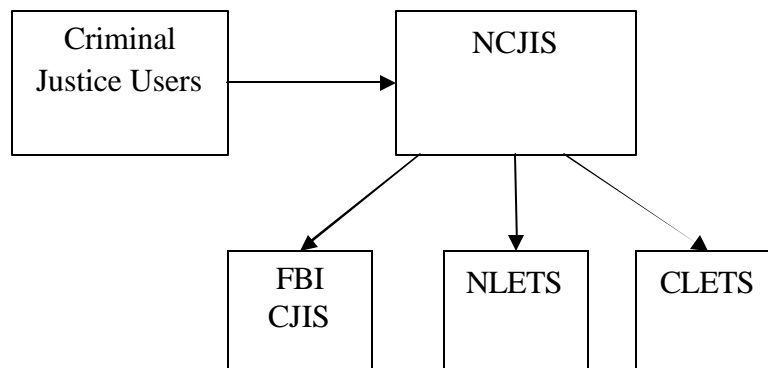 Criminal
Justice Users
NCJIS
FBI
CJIS
NLETS
CLETS